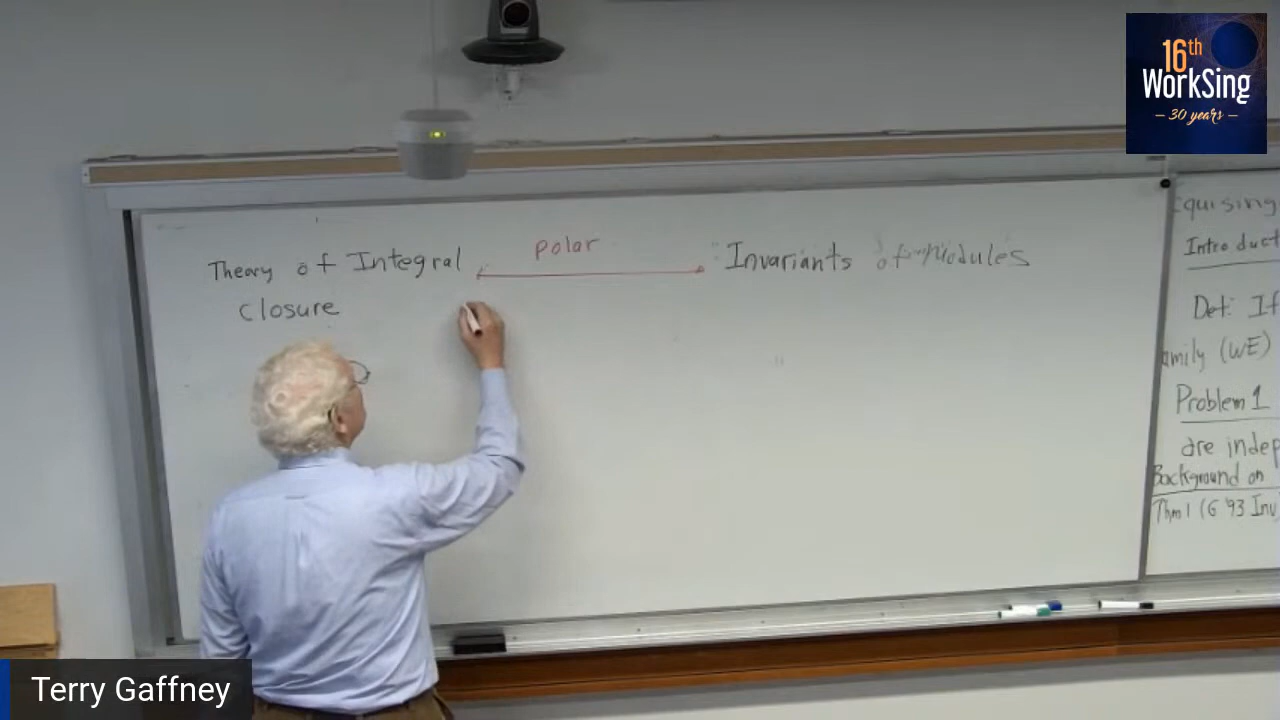 16th
WorkSing
– 30 years –
polar
Theory of Integral
closure
Invariants of Modules
quising
Introduct
Def: If
amily (WE)
Problem 1
are indep
Background on
Thm 1 (G '93 Inv
Terry Gaffney